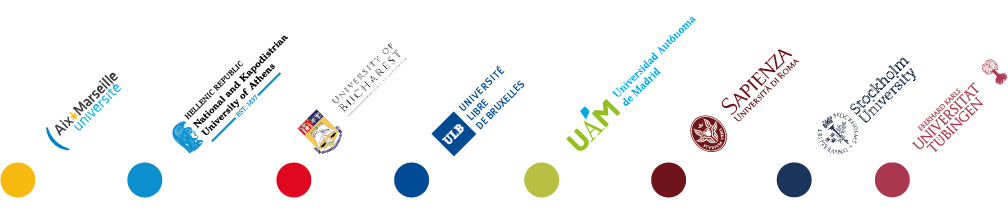 Aix★Marseille
université
HELLENIC REPUBLIC
National and Kapodistrian
University of Athens
EST. 1837
UNIVERSITY OF
BUCHAREST
ULB
UNIVERSITÉ
LIBRE
DE BRUXELLES
UAM
Universidad Autónoma
de Madrid
SAPIENZA
UNIVERSITÀ DI ROMA
Stockholm
University
EBERHARD KARLS
UNIVERSITÄT
TÜBINGEN